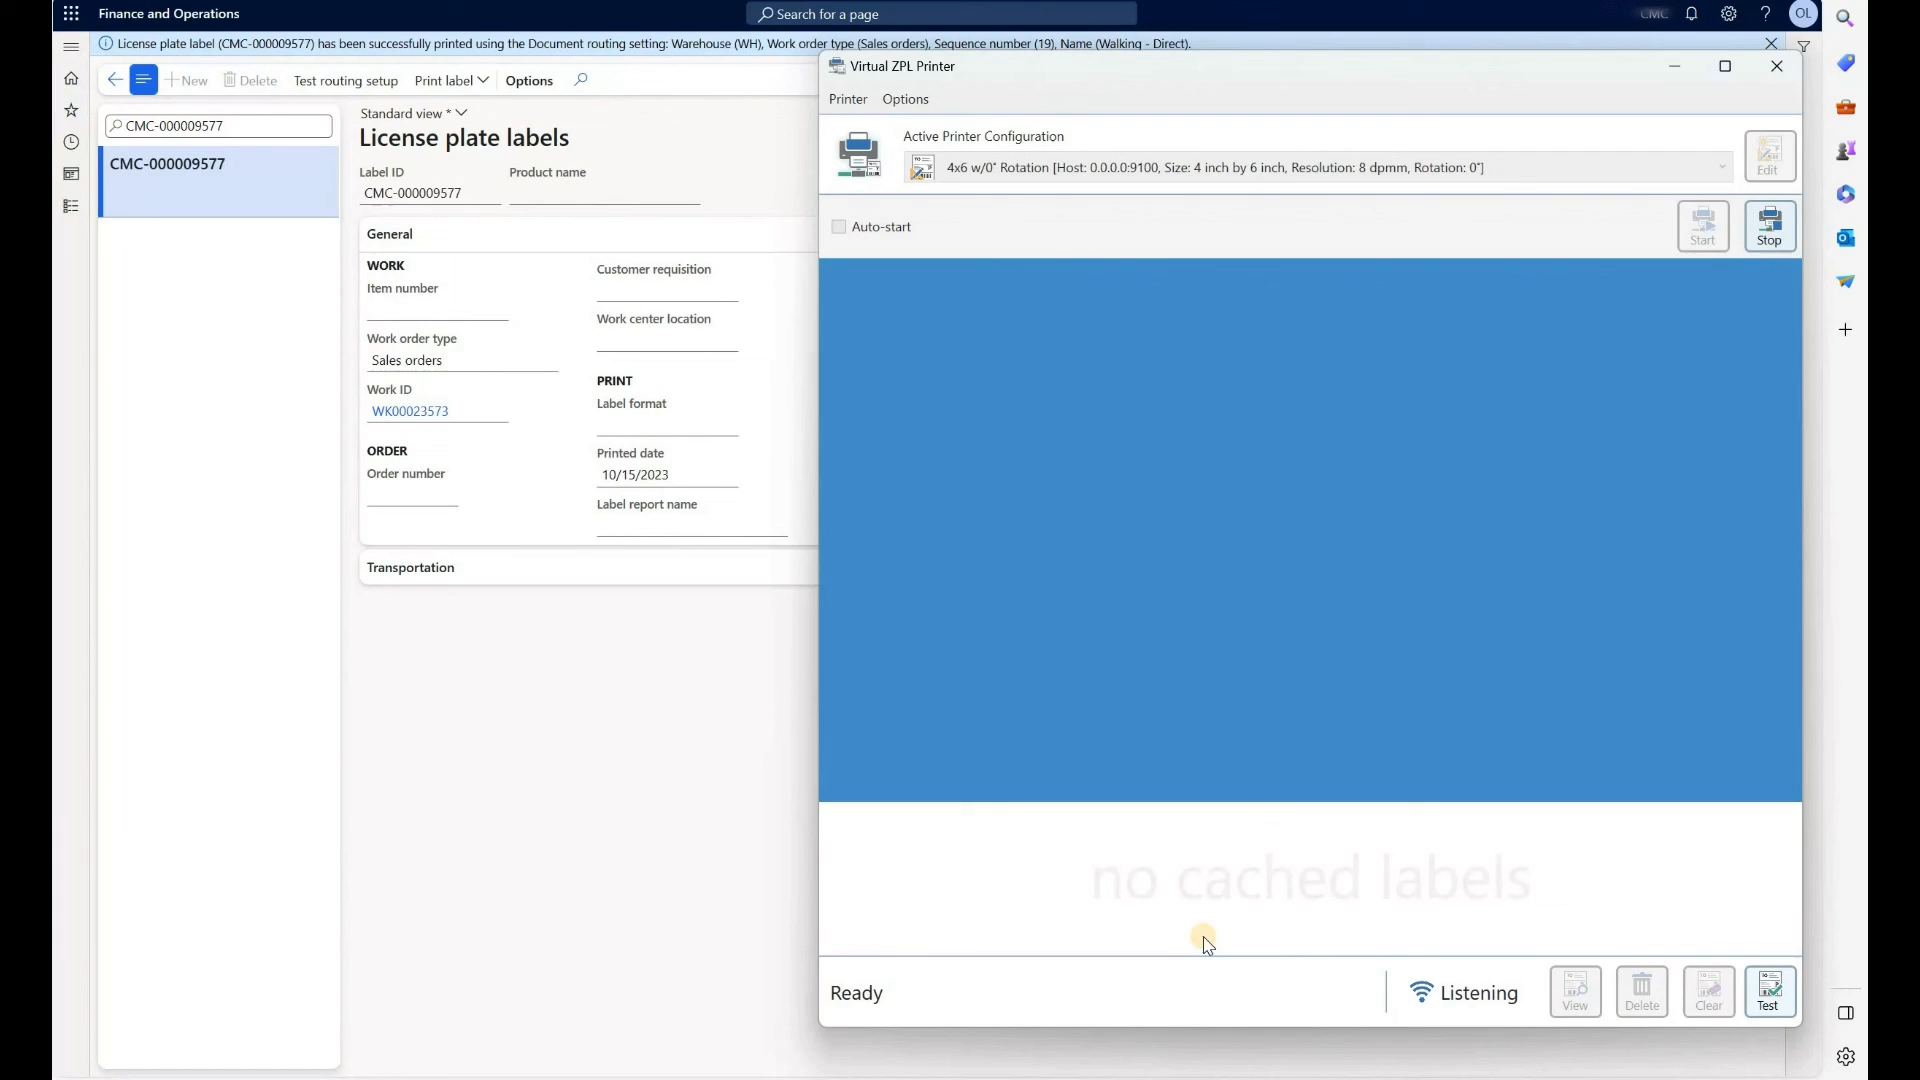 Finance and Operations
Search for a page
CMC
?
OL
License plate label (CMC-000009577) has been successfully printed using the Document routing setting: Warehouse (WH), Work order type (Sales orders), Sequence number (19), Name (Walking - Direct).
New
Delete
Test routing setup
Print label
Options
CMC-000009577
CMC-000009577
Standard view *
License plate labels
Label ID
CMC-000009577
Product name
General
WORK
Item number
Work order type
Sales orders
Work ID
WK00023573
ORDER
Order number
Customer requisition
Work center location
PRINT
Label format
Printed date
10/15/2023
Label report name
Transportation
Virtual ZPL Printer
Printer
Options
Active Printer Configuration
4x6 w/0° Rotation [Host: 0.0.0.0:9100, Size: 4 inch by 6 inch, Resolution: 8 dpmm, Rotation: 0°]
Edit
Auto-start
Start
Stop
no cached labels
Ready
Listening
View
Delete
Clear
Test